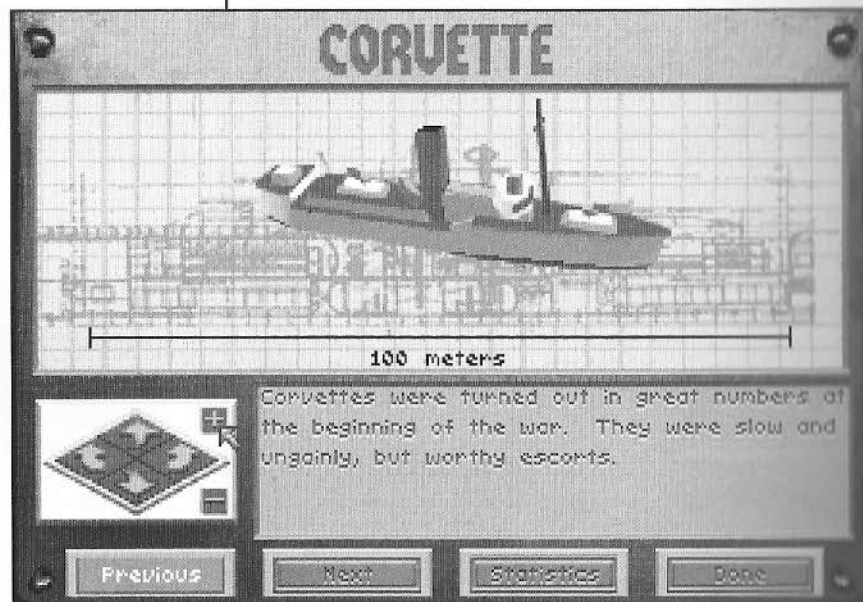 CORVETTE
100 meters
Corvettes were turned out in great numbers at
the beginning of the war. They were slow and
ungainly, but worthy escorts.
Previous
Next
Statistics
Done